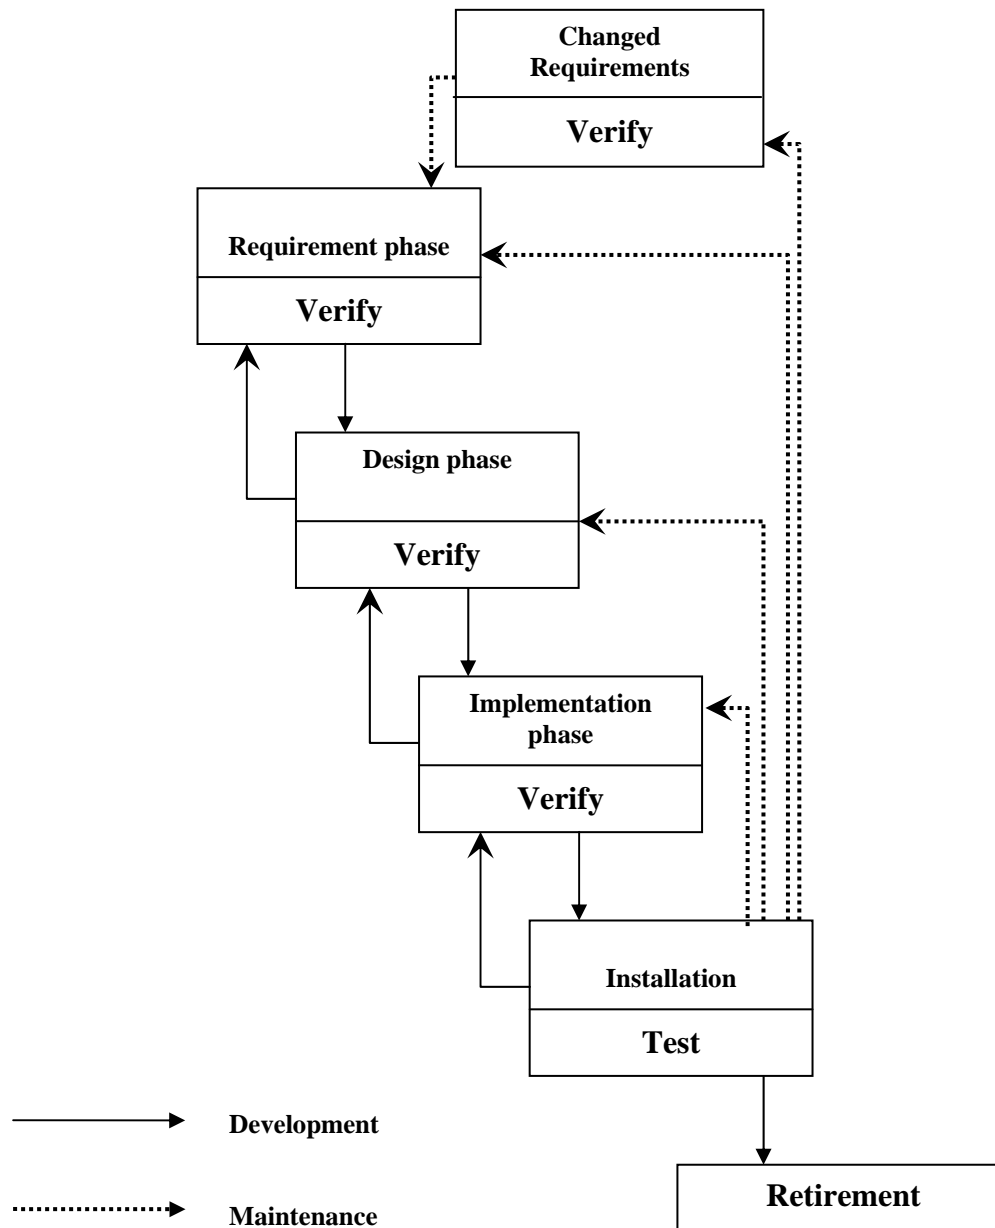 Changed
Requirements
Verify
Requirement phase
Verify
Design phase
Verify
Implementation
phase
Verify
Installation
Test
Development
Retirement
Maintenance